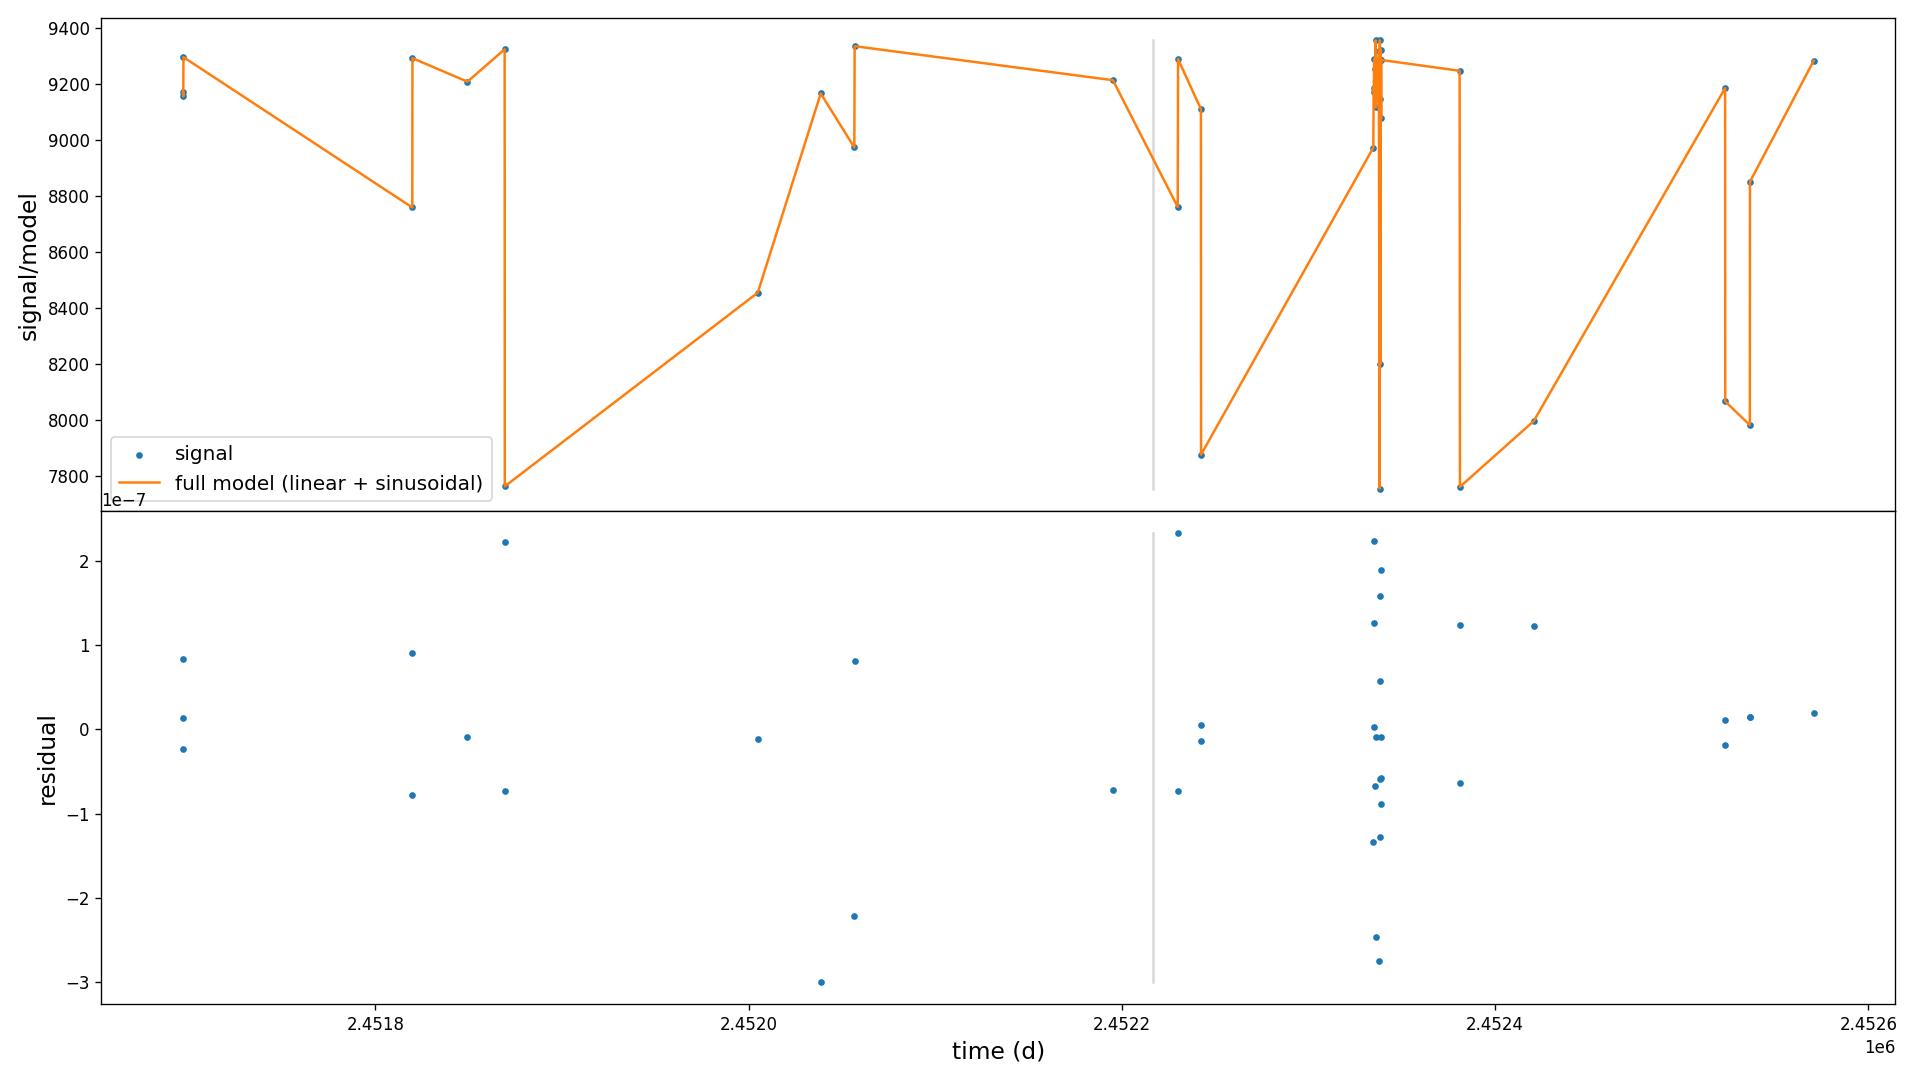 9400
9200
9000
8800
8600
8400
8200
8000
7800
signal/model
signal
full model (linear + sinusoidal)
1e−7
2
1
0
−1
−2
−3
residual
2.4518
2.4520
2.4522
2.4524
2.4526
1e6
time (d)